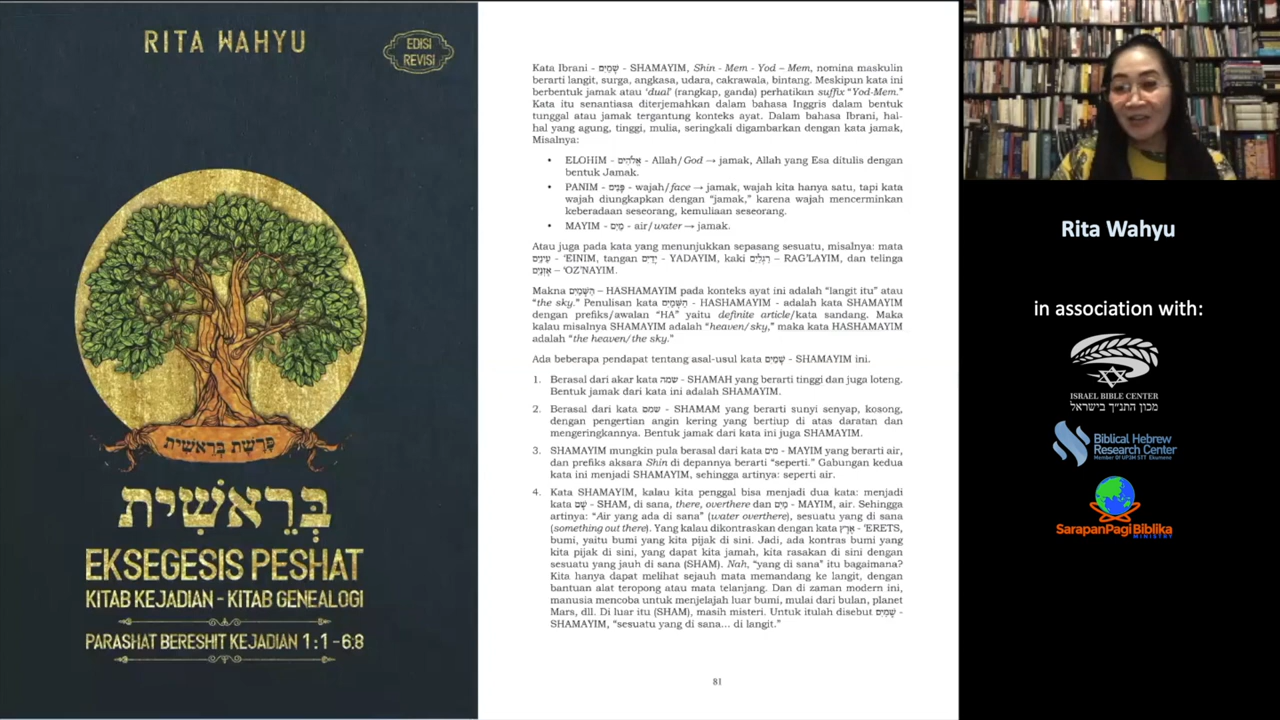 RITA WAHYU
EDISI
REVISI
פָּרָשַׁת בְּרֵאשִׁית
בְּרֵאשִׁית
EKSEGESIS PESHAT
KITAB KEJADIAN - KITAB GENEALOGI
PARASHAT BERESHIT KEJADIAN 1:1 - 6:8
Kata Ibrani - שָׁמַיִם - SHAMAYIM, Shin - Mem - Yod – Mem, nomina maskulin
berarti langit, surga, angkasa, udara, cakrawala, bintang. Meskipun kata ini
berbentuk jamak atau ‘dual’ (rangkap, ganda) perhatikan suffix “Yod-Mem.”
Kata itu senantiasa diterjemahkan dalam bahasa Inggris dalam bentuk
tunggal atau jamak tergantung konteks ayat. Dalam bahasa Ibrani, hal-
hal yang agung, tinggi, mulia, seringkali digambarkan dengan kata jamak,
Misalnya:
• ELOHIM - אֱלֹהִים - Allah/God → jamak, Allah yang Esa ditulis dengan
bentuk Jamak.
• PANIM - פָּנִים - wajah/face → jamak, wajah kita hanya satu, tapi kata
wajah diungkapkan dengan “jamak,” karena wajah mencerminkan
keberadaan seseorang, kemuliaan seseorang.
• MAYIM - מַיִם - air/water → jamak.
Atau juga pada kata yang menunjukkan sepasang sesuatu, misalnya: mata
עֵינַיִם - ‘EINIM, tangan יָדַיִם - YADAYIM, kaki רַגְלַיִם – RAG’LAYIM, dan telinga
אָזְנַיִם – ‘OZ’NAYIM.
Makna הַשָּׁמַיִם – HASHAMAYIM pada konteks ayat ini adalah “langit itu” atau
“the sky.” Penulisan kata הַשָּׁמַיִם - HASHAMAYIM - adalah kata SHAMAYIM
dengan prefiks/awalan “HA” yaitu definite article/kata sandang. Maka
kalau misalnya SHAMAYIM adalah “heaven/sky,” maka kata HASHAMAYIM
adalah “the heaven/the sky.”
Ada beberapa pendapat tentang asal-usul kata שָׁמַיִם - SHAMAYIM ini.
1. Berasal dari akar kata שמה - SHAMAH yang berarti tinggi dan juga loteng.
Bentuk jamak dari kata ini adalah SHAMAYIM.
2. Berasal dari kata שמם - SHAMAM yang berarti sunyi senyap, kosong,
dengan pengertian angin kering yang bertiup di atas daratan dan
mengeringkannya. Bentuk jamak dari kata ini juga SHAMAYIM.
3. SHAMAYIM mungkin pula berasal dari kata מים - MAYIM yang berarti air,
dan prefiks aksara Shin di depannya berarti “seperti.” Gabungan kedua
kata ini menjadi SHAMAYIM, sehingga artinya: seperti air.
4. Kata SHAMAYIM, kalau kita penggal bisa menjadi dua kata: menjadi
kata שָׁם - SHAM, di sana, there, overthere dan מַיִם - MAYIM, air. Sehingga
artinya: “Air yang ada di sana” (water overthere), sesuatu yang di sana
(something out there). Yang kalau dikontraskan dengan kata אֶרֶץ - ‘ERETS,
bumi, yaitu bumi yang kita pijak di sini. Jadi, ada kontras bumi yang
kita pijak di sini, yang dapat kita jamah, kita rasakan di sini dengan
sesuatu yang jauh di sana (SHAM). Nah, “yang di sana” itu bagaimana?
Kita hanya dapat melihat sejauh mata memandang ke langit, dengan
bantuan alat teropong atau mata telanjang. Dan di zaman modern ini,
manusia mencoba untuk menjelajah luar bumi, mulai dari bulan, planet
Mars, dll. Di luar itu (SHAM), masih misteri. Untuk itulah disebut שָׁמַיִם -
SHAMAYIM, “sesuatu yang di sana... di langit.”
81
Rita Wahyu
in association with:
ISRAEL BIBLE CENTER
מכון התנ״ך בישראל
Biblical Hebrew
Research Center
Member Of UP3M STT Ekumene
SarapanPagi Biblika
MINISTRY